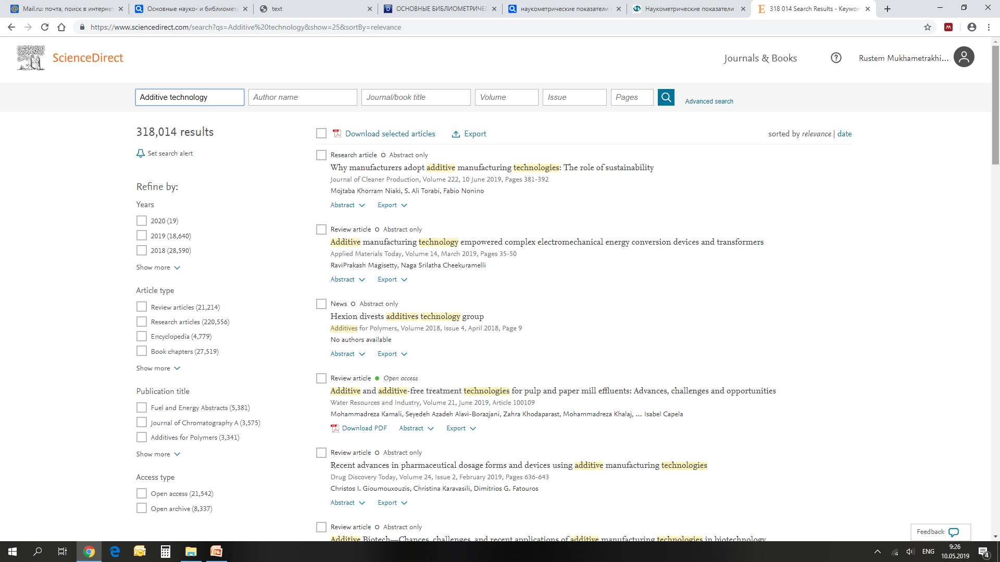 Mail.ru: почта, поиск в интернет
Основные науко- и библиометр
text
ОСНОВНЫЕ БИБЛИОМЕТРИЧЕС
наукометрические показатели
Наукометрические показатели
318 014 Search Results - Keywor
https://www.sciencedirect.com/search?qs=Additive%20technology&show=25&sortBy=relevance
ScienceDirect
Journals & Books
Rustem Mukhametrakhi...
Additive technology
Author name
Journal/book title
Volume
Issue
Pages
Advanced search
318,014 results
Set search alert
Refine by:
Years
2020 (19)
2019 (18,640)
2018 (28,590)
Show more
Article type
Review articles (21,214)
Research articles (220,556)
Encyclopedia (4,779)
Book chapters (27,519)
Show more
Publication title
Fuel and Energy Abstracts (5,381)
Journal of Chromatography A (3,575)
Additives for Polymers (3,341)
Show more
Access type
Open access (21,542)
Open archive (8,337)
Download selected articles Export
sorted by relevance | date
Research article Abstract only
Why manufacturers adopt additive manufacturing technologies: The role of sustainability
Journal of Cleaner Production, Volume 222, 10 June 2019, Pages 381-392
Mojtaba Khorram Niaki, S. Ali Torabi, Fabio Nonino
Abstract Export
Review article Abstract only
Additive manufacturing technology empowered complex electromechanical energy conversion devices and transformers
Applied Materials Today, Volume 14, March 2019, Pages 35-50
RaviPrakash Magisetty, Naga Srilatha Cheekuramelli
Abstract Export
News Abstract only
Hexion divests additives technology group
Additives for Polymers, Volume 2018, Issue 4, April 2018, Page 9
No authors available
Abstract Export
Review article Open access
Additive and additive-free treatment technologies for pulp and paper mill effluents: Advances, challenges and opportunities
Water Resources and Industry, Volume 21, June 2019, Article 100109
Mohammadreza Kamali, Seyedeh Azadeh Alavi-Borazjani, Zahra Khodaparast, Mohammadreza Khalaj, ... Isabel Capela
Download PDF Abstract Export
Review article Abstract only
Recent advances in pharmaceutical dosage forms and devices using additive manufacturing technologies
Drug Discovery Today, Volume 24, Issue 2, February 2019, Pages 636-643
Christos I. Gioumouxouzis, Christina Karavasili, Dimitrios G. Fatouros
Abstract Export
Review article Abstract only
Additive Biotech—Chances, challenges, and recent applications of additive manufacturing technologies in biotechnology
Feedback
ENG
9:26
10.05.2019
4